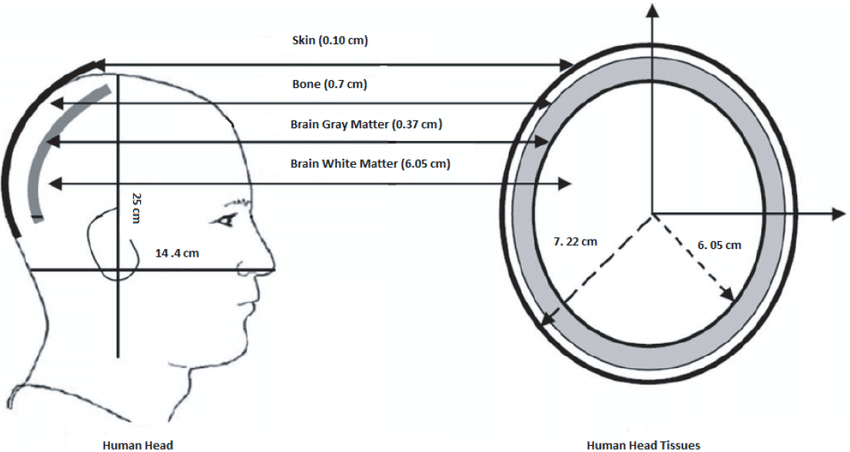 Skin (0.10 cm)
Bone (0.7 cm)
Brain Gray Matter (0.37 cm)
Brain White Matter (6.05 cm)
25 cm
14 .4 cm
7. 22 cm
6. 05 cm
Human Head
Human Head Tissues